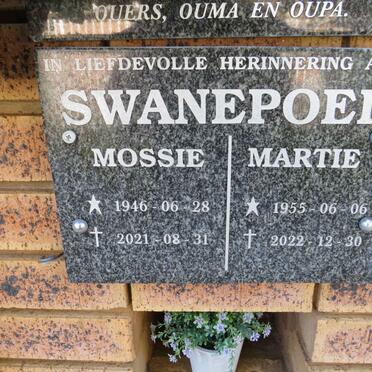 OUERS, OUMA EN OUPA.
IN LIEFDEVOLLE HERINNERING A
SWANEPOEL
MOSSIE MARTIE
1946-06-28 1955-06-06
2021-08-31 2022-12-30